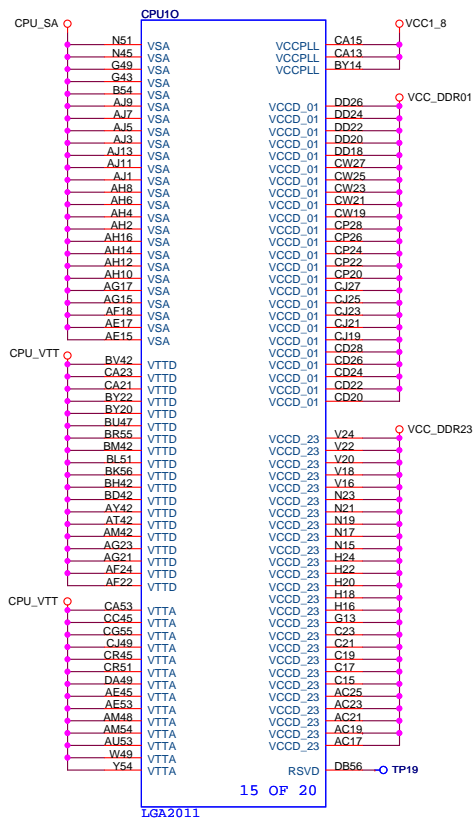 CPU1O
CPU_SA
VCC1_8
N51 VSA VCCPLL CA15
N45 VSA VCCPLL CA13
G49 VSA VCCPLL BY14
G43 VSA
B54 VSA VCC_DDR01
AJ9 VSA VCCD_01 DD26
AJ7 VSA VCCD_01 DD24
AJ5 VSA VCCD_01 DD22
AJ3 VSA VCCD_01 DD20
AJ13 VSA VCCD_01 DD18
AJ11 VSA VCCD_01 CW27
AJ1 VSA VCCD_01 CW25
AH8 VSA VCCD_01 CW23
AH6 VSA VCCD_01 CW21
AH4 VSA VCCD_01 CW19
AH2 VSA VCCD_01 CP28
AH16 VSA VCCD_01 CP26
AH14 VSA VCCD_01 CP24
AH12 VSA VCCD_01 CP22
AH10 VSA VCCD_01 CP20
AG17 VSA VCCD_01 CJ27
AG15 VSA VCCD_01 CJ25
AF18 VSA VCCD_01 CJ23
AE17 VSA VCCD_01 CJ21
AE15 VSA VCCD_01 CJ19
CPU_VTT VCCD_01 CD28
BV42 VTTD VCCD_01 CD26
CA23 VTTD VCCD_01 CD24
CA21 VTTD VCCD_01 CD22
BY22 VTTD VCCD_01 CD20
BY20 VTTD
BU47 VTTD VCC_DDR23
BR55 VTTD VCCD_23 V24
BM42 VTTD VCCD_23 V22
BL51 VTTD VCCD_23 V20
BK56 VTTD VCCD_23 V18
BH42 VTTD VCCD_23 V16
BD42 VTTD VCCD_23 N23
AY42 VTTD VCCD_23 N21
AT42 VTTD VCCD_23 N19
AM42 VTTD VCCD_23 N17
AG23 VTTD VCCD_23 N15
AG21 VTTD VCCD_23 H24
AF24 VTTD VCCD_23 H22
AF22 VTTD VCCD_23 H20
CPU_VTT VCCD_23 H18
CA53 VTTA VCCD_23 H16
CC45 VTTA VCCD_23 G13
CG55 VTTA VCCD_23 C23
CJ49 VTTA VCCD_23 C21
CR45 VTTA VCCD_23 C19
CR51 VTTA VCCD_23 C17
DA49 VTTA VCCD_23 C15
AE45 VTTA VCCD_23 AC25
AE53 VTTA VCCD_23 AC23
AM48 VTTA VCCD_23 AC21
AM54 VTTA VCCD_23 AC19
AU53 VTTA VCCD_23 AC17
W49 VTTA
Y54 VTTA RSVD DB56 TP19
15 OF 20
LGA2011